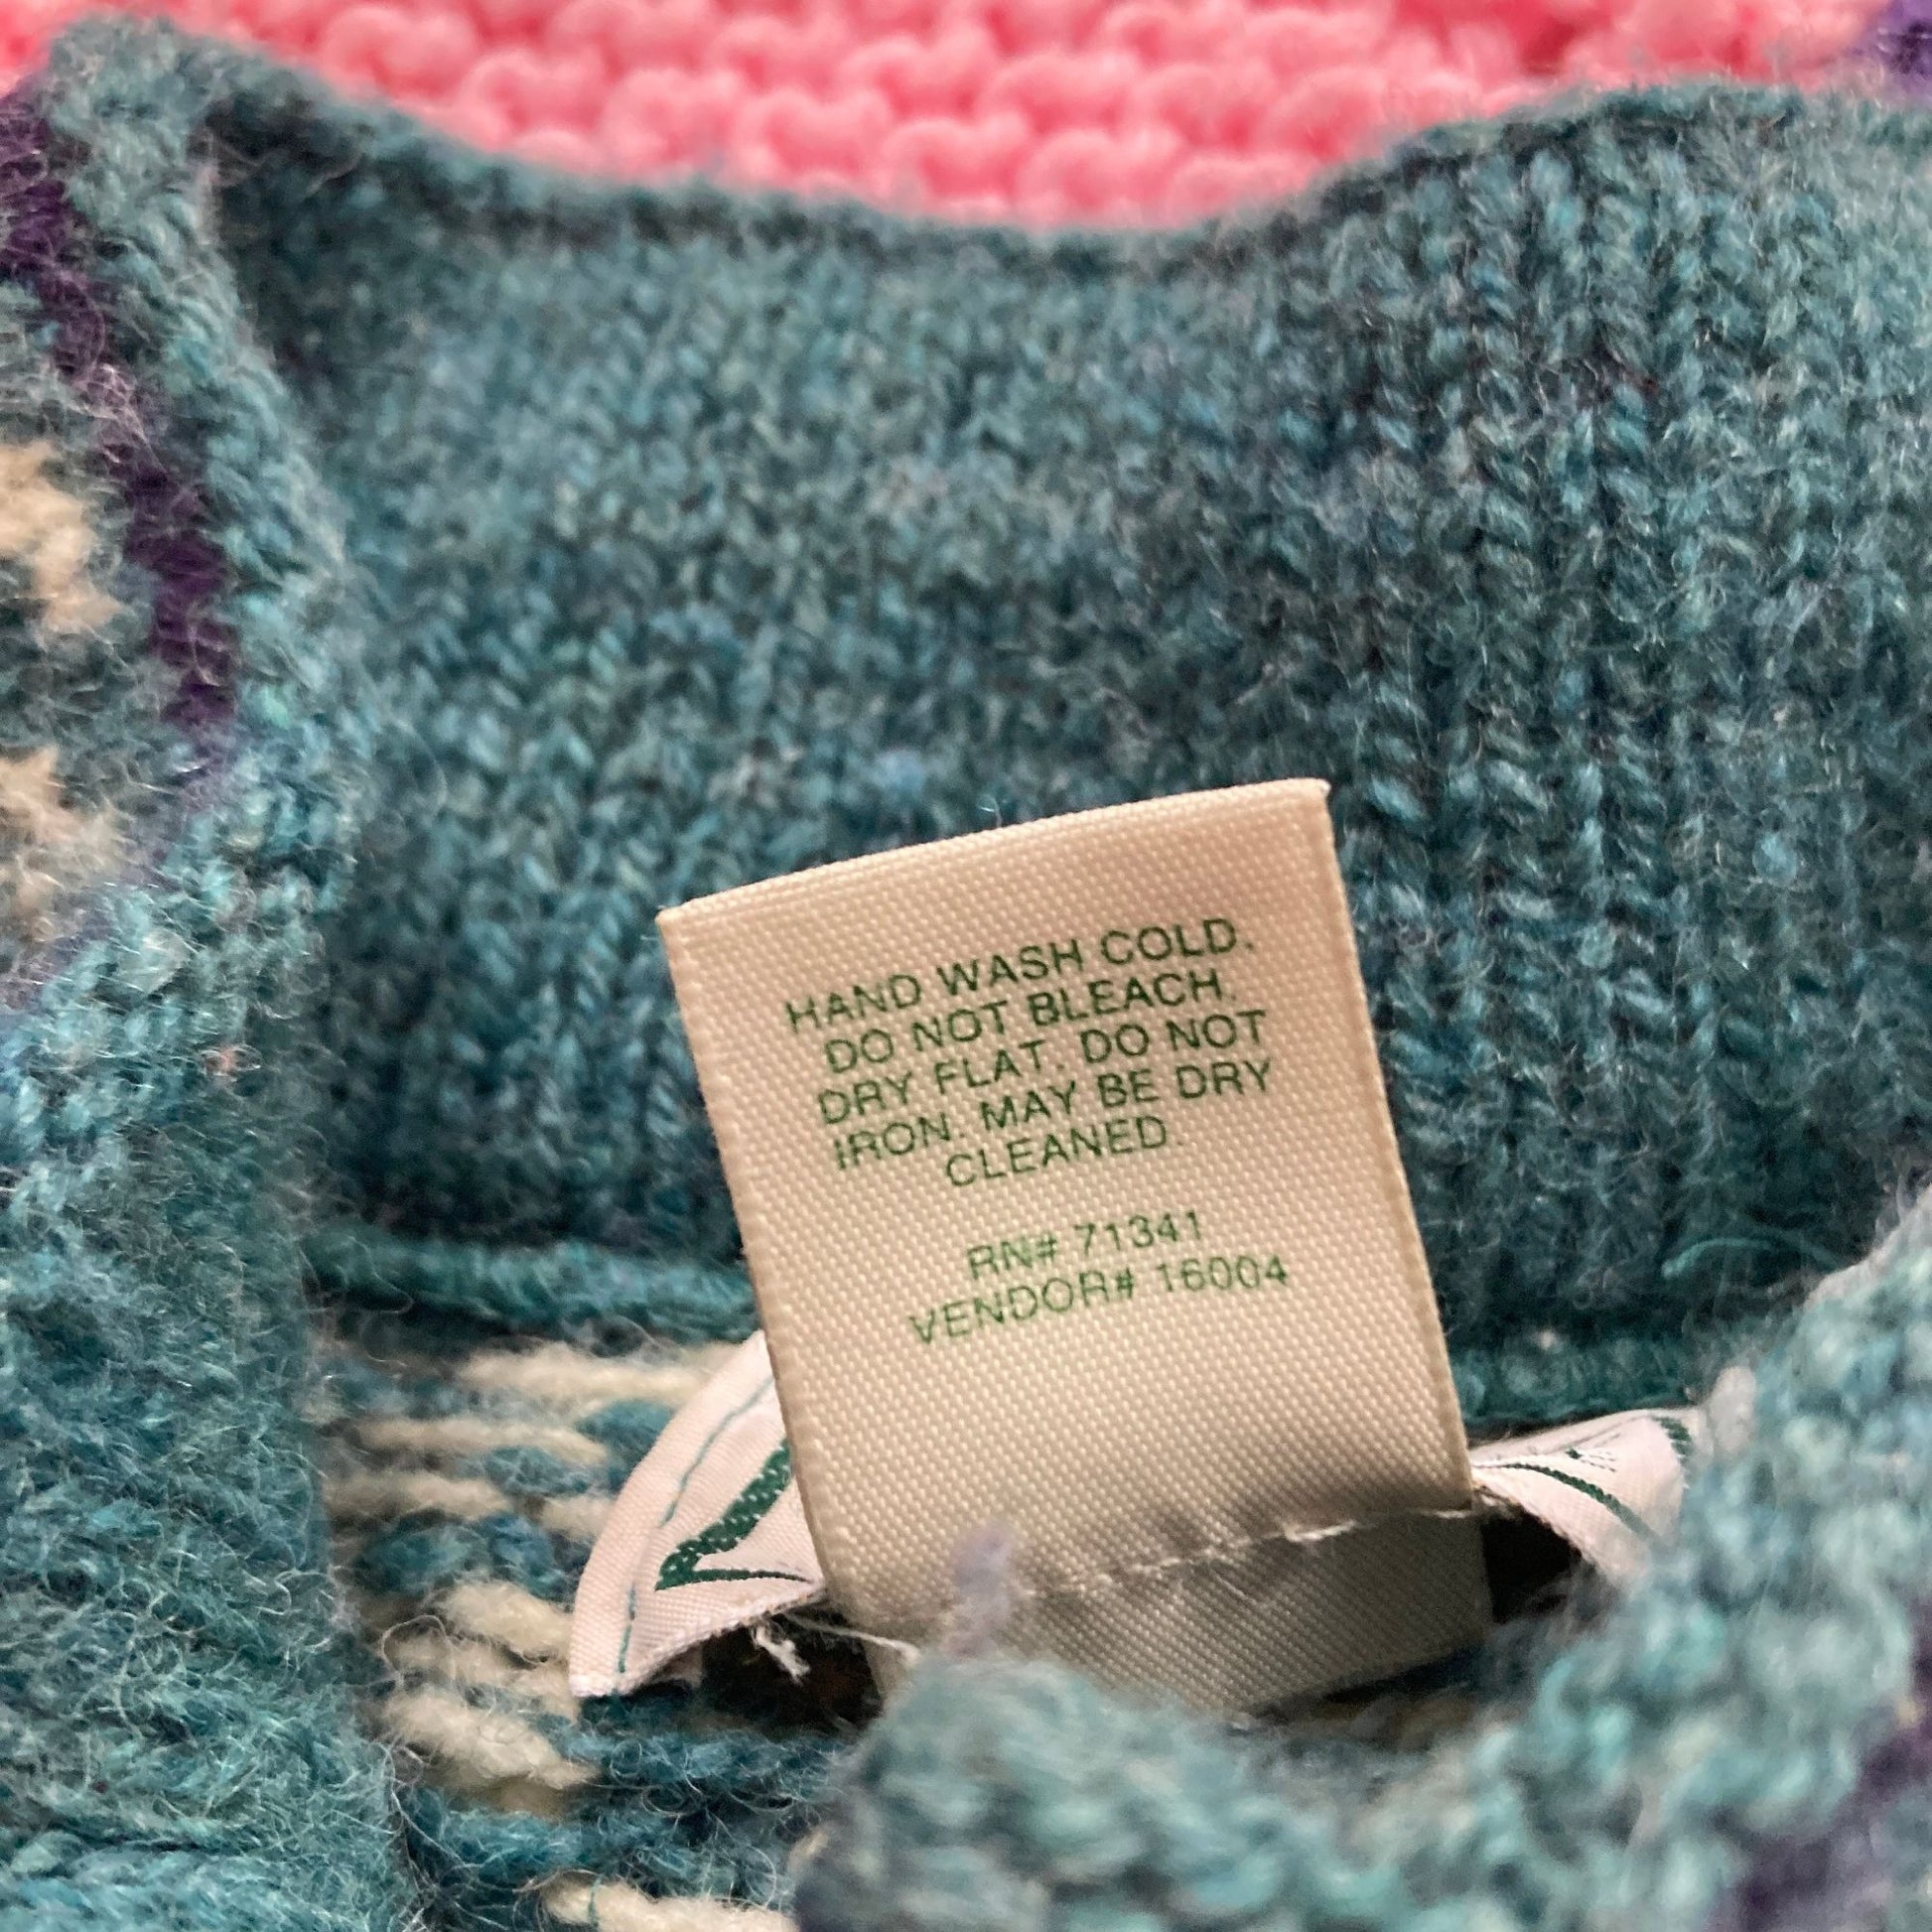 HAND WASH COLD.
DO NOT BLEACH.
DRY FLAT. DO NOT
IRON. MAY BE DRY
CLEANED.
RN# 71341
VENDOR# 16004